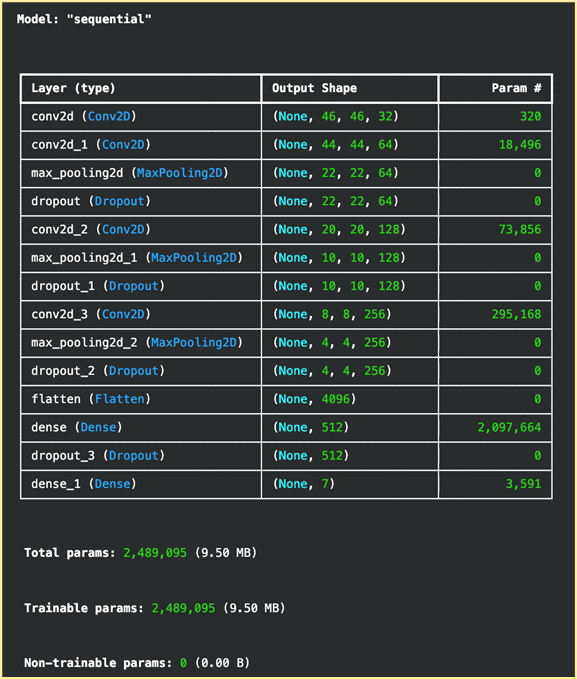 Model: "sequential"
Layer (type) Output Shape Param #
conv2d (Conv2D) (None, 46, 46, 32) 320
conv2d_1 (Conv2D) (None, 44, 44, 64) 18,496
max_pooling2d (MaxPooling2D) (None, 22, 22, 64) 0
dropout (Dropout) (None, 22, 22, 64) 0
conv2d_2 (Conv2D) (None, 20, 20, 128) 73,856
max_pooling2d_1 (MaxPooling2D) (None, 10, 10, 128) 0
dropout_1 (Dropout) (None, 10, 10, 128) 0
conv2d_3 (Conv2D) (None, 8, 8, 256) 295,168
max_pooling2d_2 (MaxPooling2D) (None, 4, 4, 256) 0
dropout_2 (Dropout) (None, 4, 4, 256) 0
flatten (Flatten) (None, 4096) 0
dense (Dense) (None, 512) 2,097,664
dropout_3 (Dropout) (None, 512) 0
dense_1 (Dense) (None, 7) 3,591
Total params: 2,489,095 (9.50 MB)
Trainable params: 2,489,095 (9.50 MB)
Non-trainable params: 0 (0.00 B)